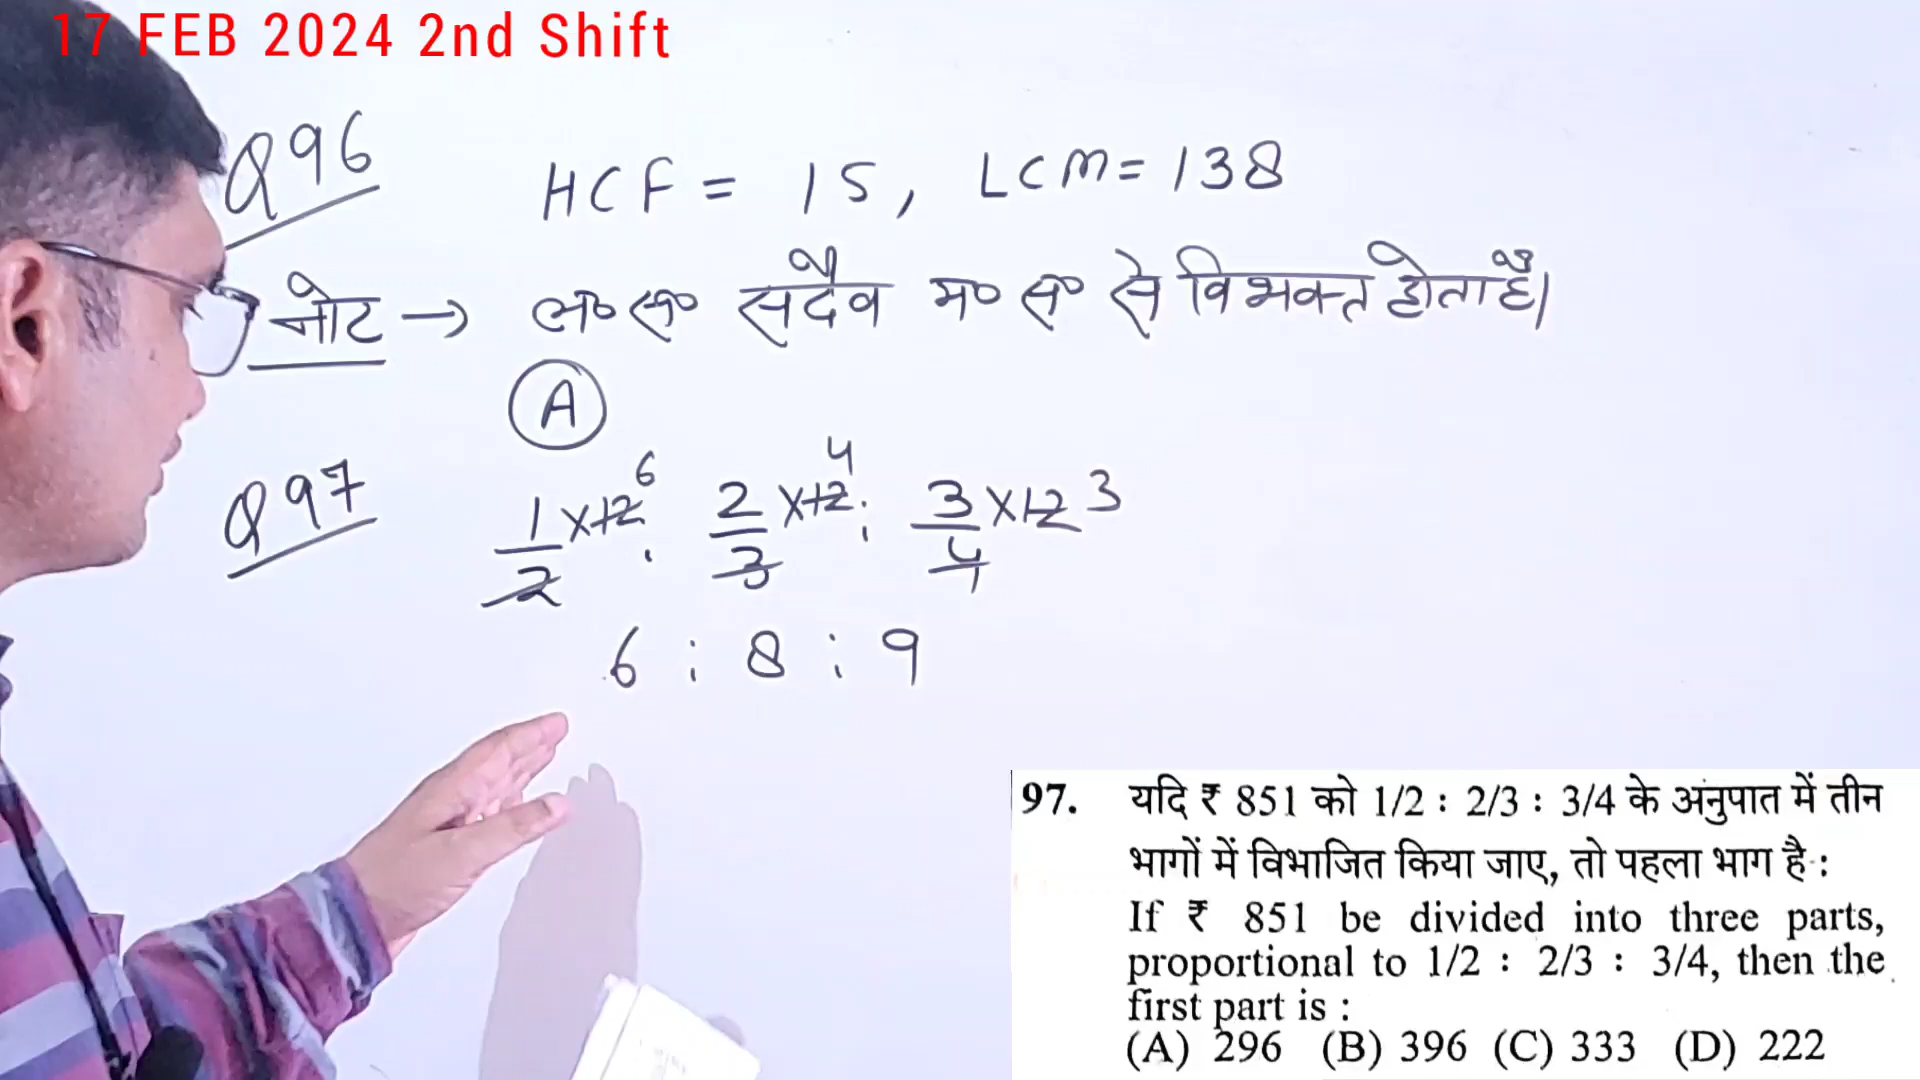 17 FEB 2024 2nd Shift
Q 96 HCF = 15, LCM = 138
नोट → ल० स० सदैव म० स० से विभक्त होता है।
A
Q 97 1/2 x 12 6 : 2/3 x 12 4 : 3/4 x 12 3
6 : 8 : 9
97. यदि ₹ 851 को 1/2 : 2/3 : 3/4 के अंनुपात में तीन
भागों में विभाजित किया जाए, तो पहला भाग है :
If ₹ 851 be divided into three parts,
proportional to 1/2 : 2/3 : 3/4, then the
first part is :
(A) 296 (B) 396 (C) 333 (D) 222